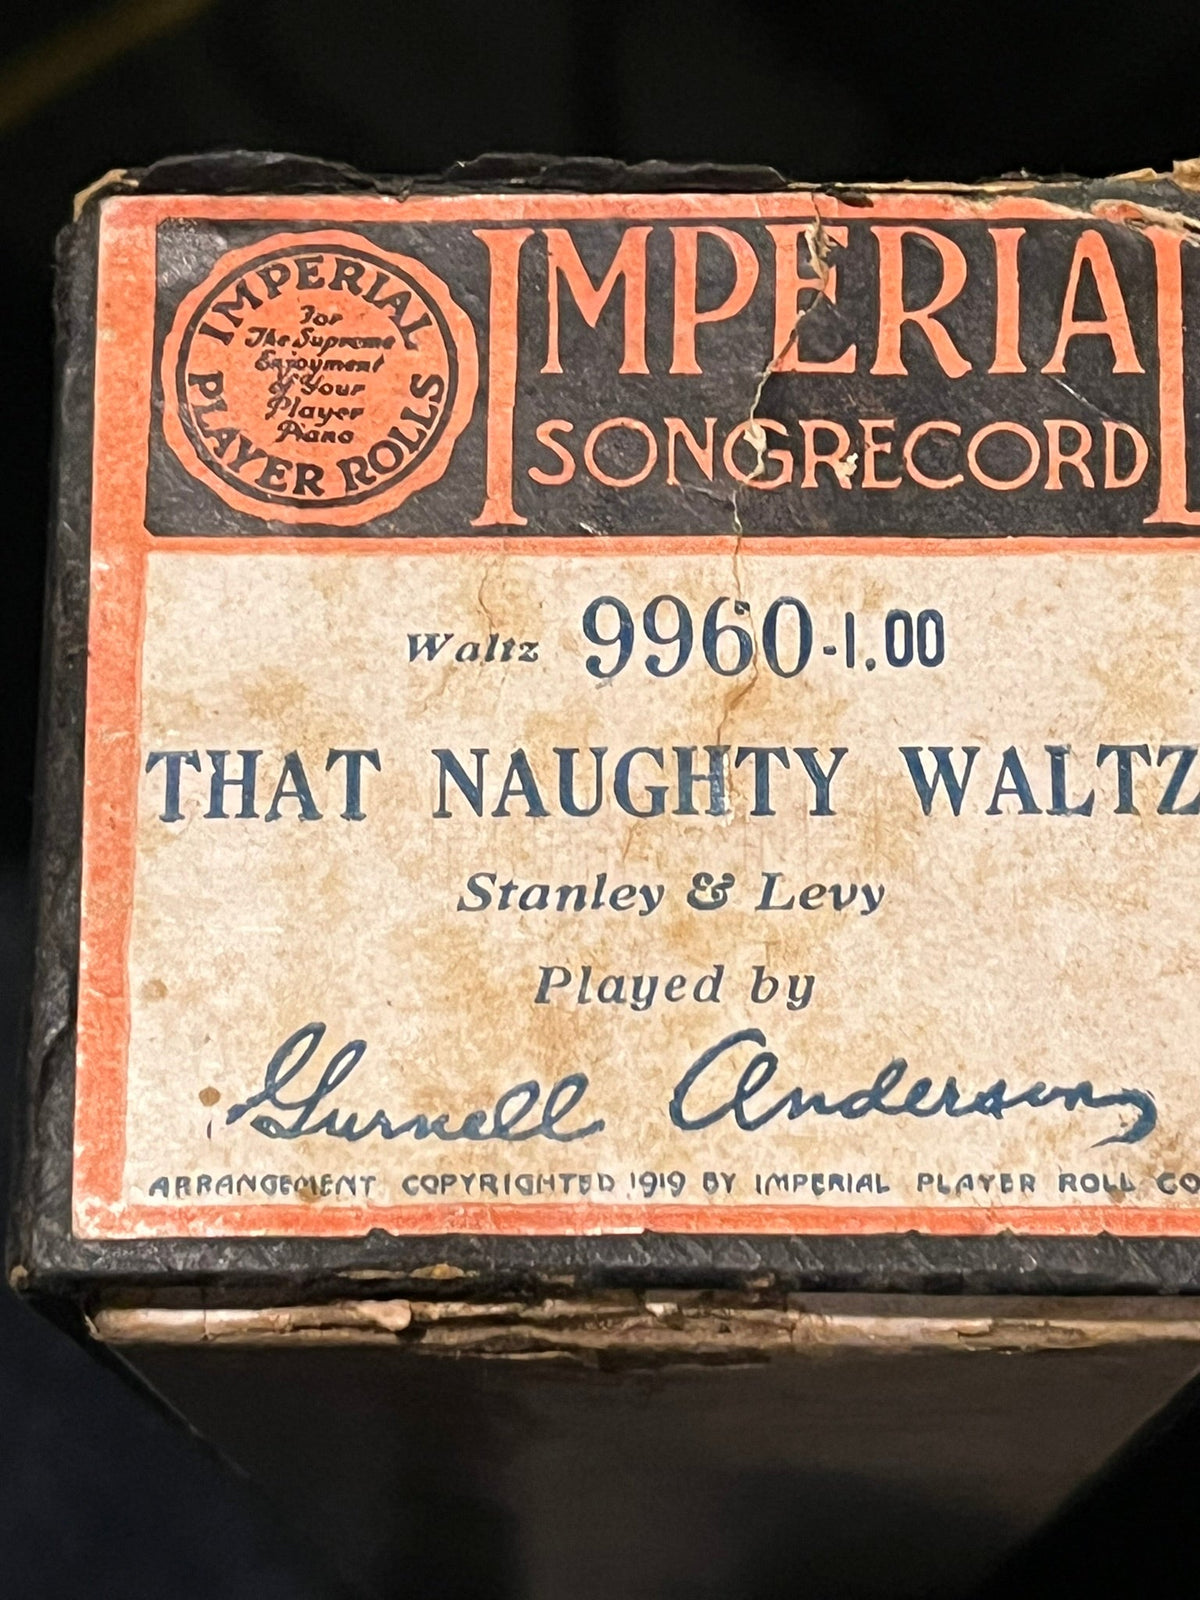 IMPERIAL
PLAYER ROLLS
For
The Supreme
Enjoyment
of Your
Player
Piano
IMPERIAL
SONGRECORD
Waltz 9960-1.00
THAT NAUGHTY WALTZ
Stanley & Levy
Played by
Gurnell Anderson
ARRANGEMENT COPYRIGHTED 1919 BY IMPERIAL PLAYER ROLL CO